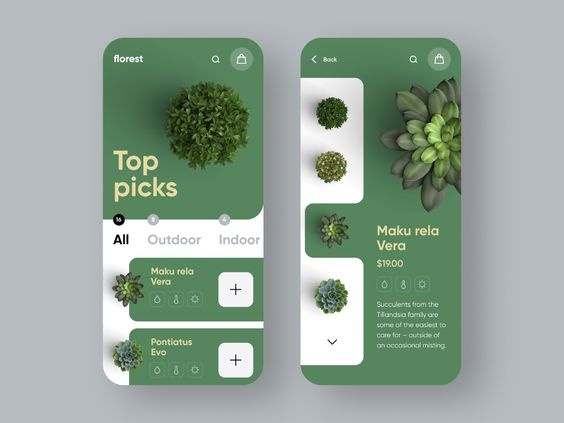 florest
Top
picks
16
8
6
All
Outdoor
Indoor
Maku rela
Vera
Pontiatus
Evo
Back
Maku rela
Vera
$19.00
Succulents from the
Tillandsia family are
some of the easiest to
care for – outside of
an occasional misting.